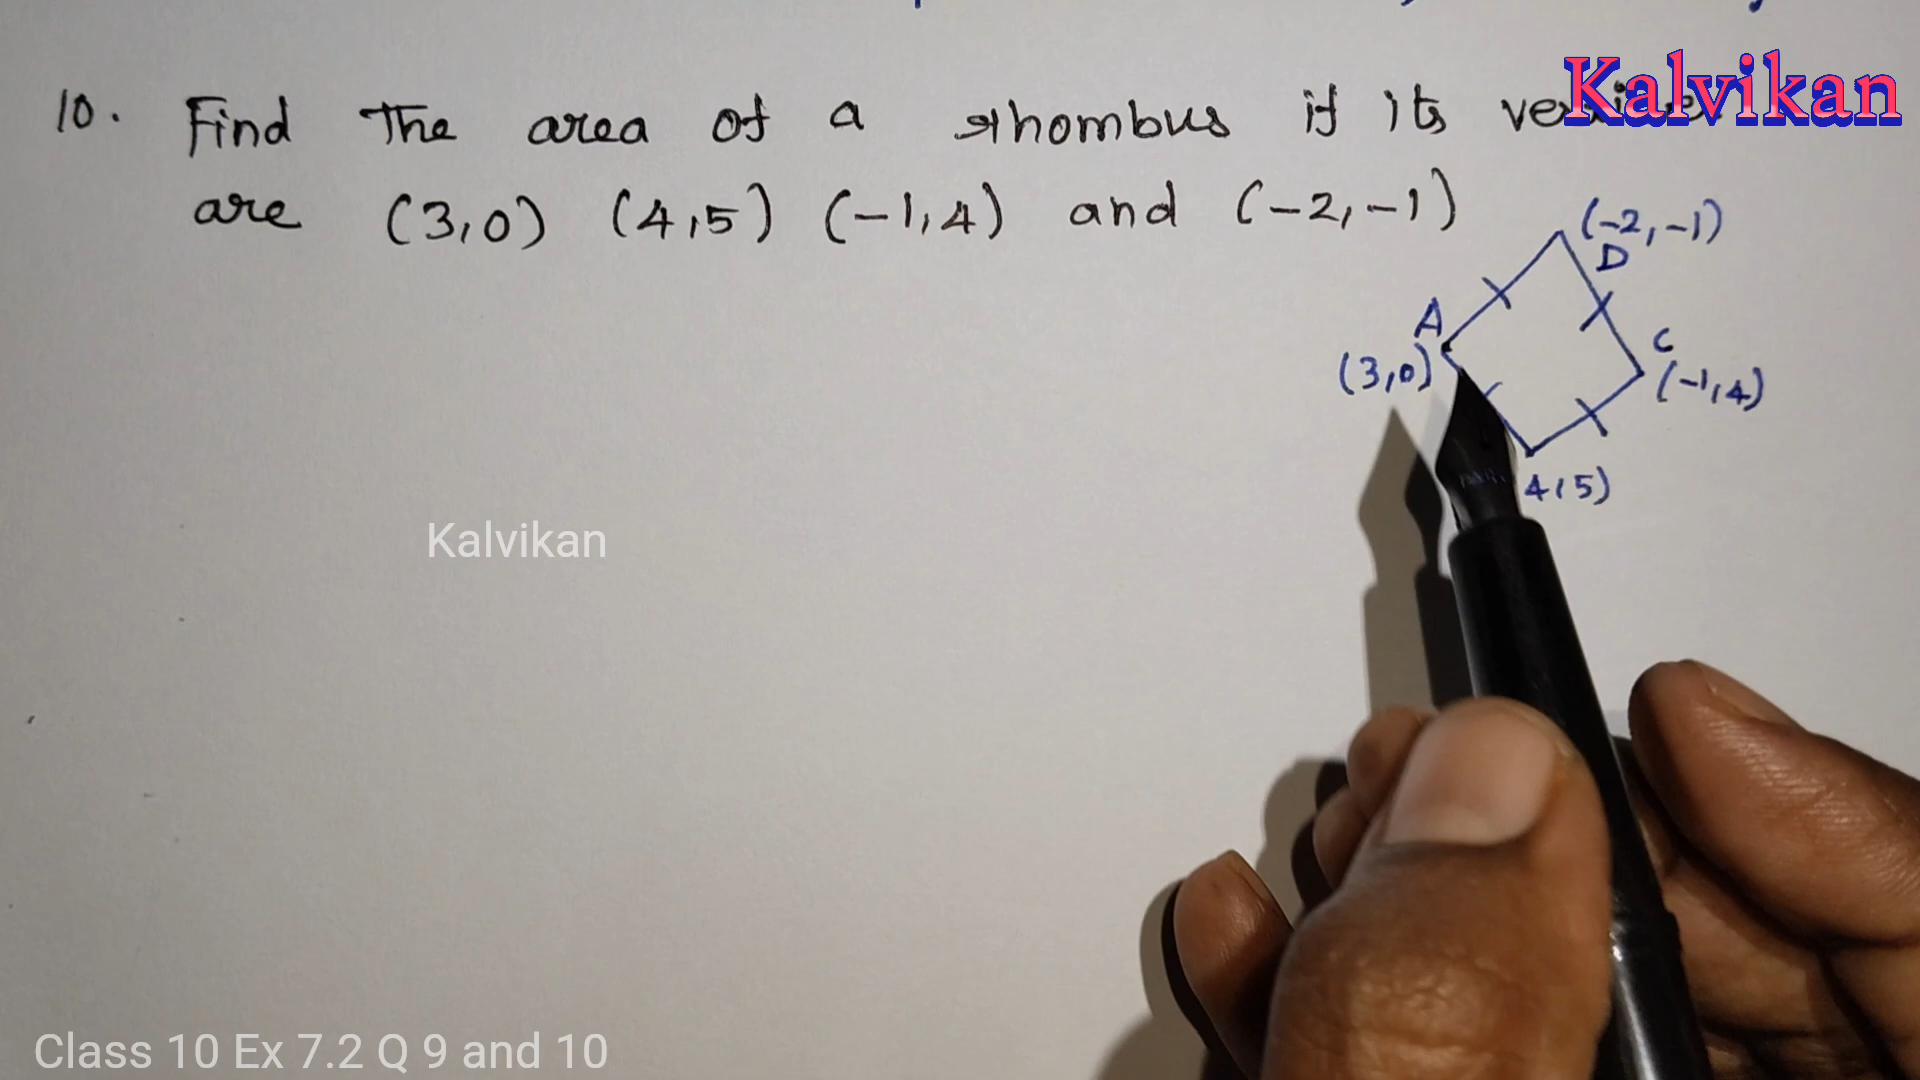 Kalvikan
10. Find The area of a rhombus if its
are (3,0) (4,5) (-1,4) and (-2,-1)
(-2,-1)
D
A
C
(3,0)
(-1,4)
4,5)
Kalvikan
Class 10 Ex 7.2 Q 9 and 10